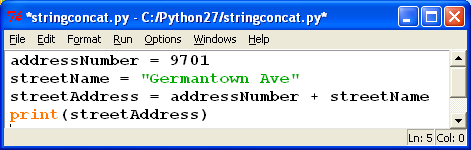 *stringconcat.py - C:/Python27/stringconcat.py*
File Edit Format Run Options Windows Help
addressNumber = 9701
streetName = "Germantown Ave"
streetAddress = addressNumber + streetName
print(streetAddress)
Ln: 5 Col: 0